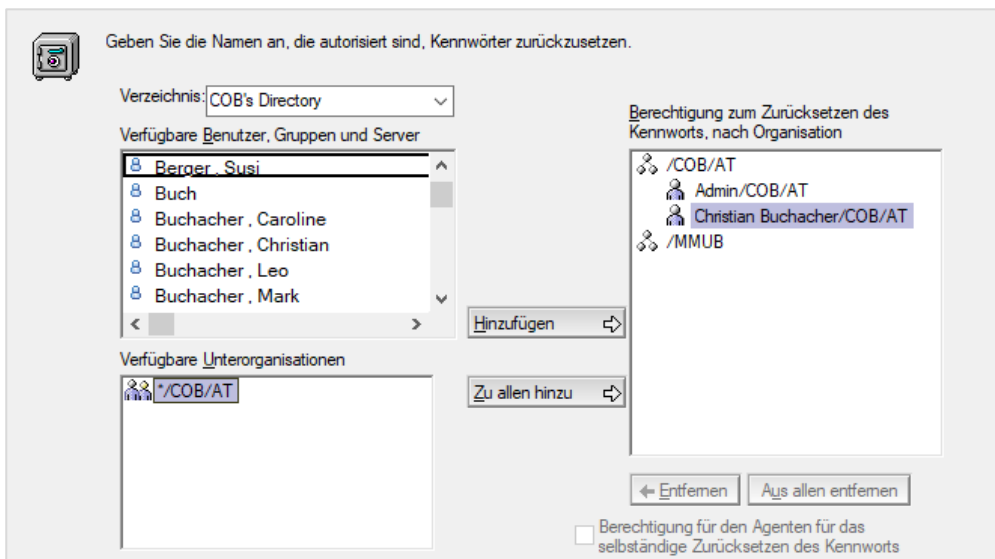 Geben Sie die Namen an, die autorisiert sind, Kennwörter zurückzusetzen.
Verzeichnis: COB's Directory
Verfügbare Benutzer, Gruppen und Server
Berger , Susi
Buch
Buchacher , Caroline
Buchacher , Christian
Buchacher , Leo
Buchacher , Mark
Verfügbare Unterorganisationen
*/COB/AT
Hinzufügen
Zu allen hinzu
Berechtigung zum Zurücksetzen des
Kennworts, nach Organisation
/COB/AT
Admin/COB/AT
Christian Buchacher/COB/AT
/MMUB
Entfernen
Aus allen entfernen
Berechtigung für den Agenten für das
selbständige Zurücksetzen des Kennworts